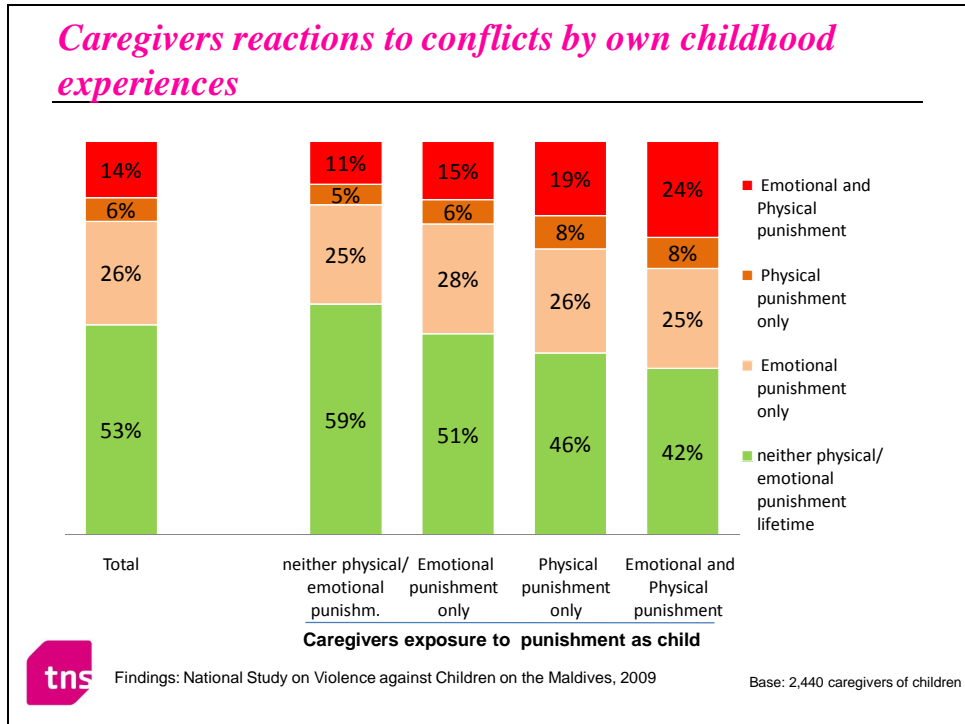 Caregivers reactions to conflicts by own childhood
experiences
14%
6%
26%
53%
11%
5%
25%
59%
15%
6%
28%
51%
19%
8%
26%
46%
24%
8%
25%
42%
Emotional and
Physical
punishment
Physical
punishment
only
Emotional
punishment
only
neither physical/
emotional
punishment
lifetime
Total
neither physical/
emotional
punishm.
Emotional
punishment
only
Physical
punishment
only
Emotional and
Physical
punishment
Caregivers exposure to punishment as child
tns
Findings: National Study on Violence against Children on the Maldives, 2009
Base: 2,440 caregivers of children